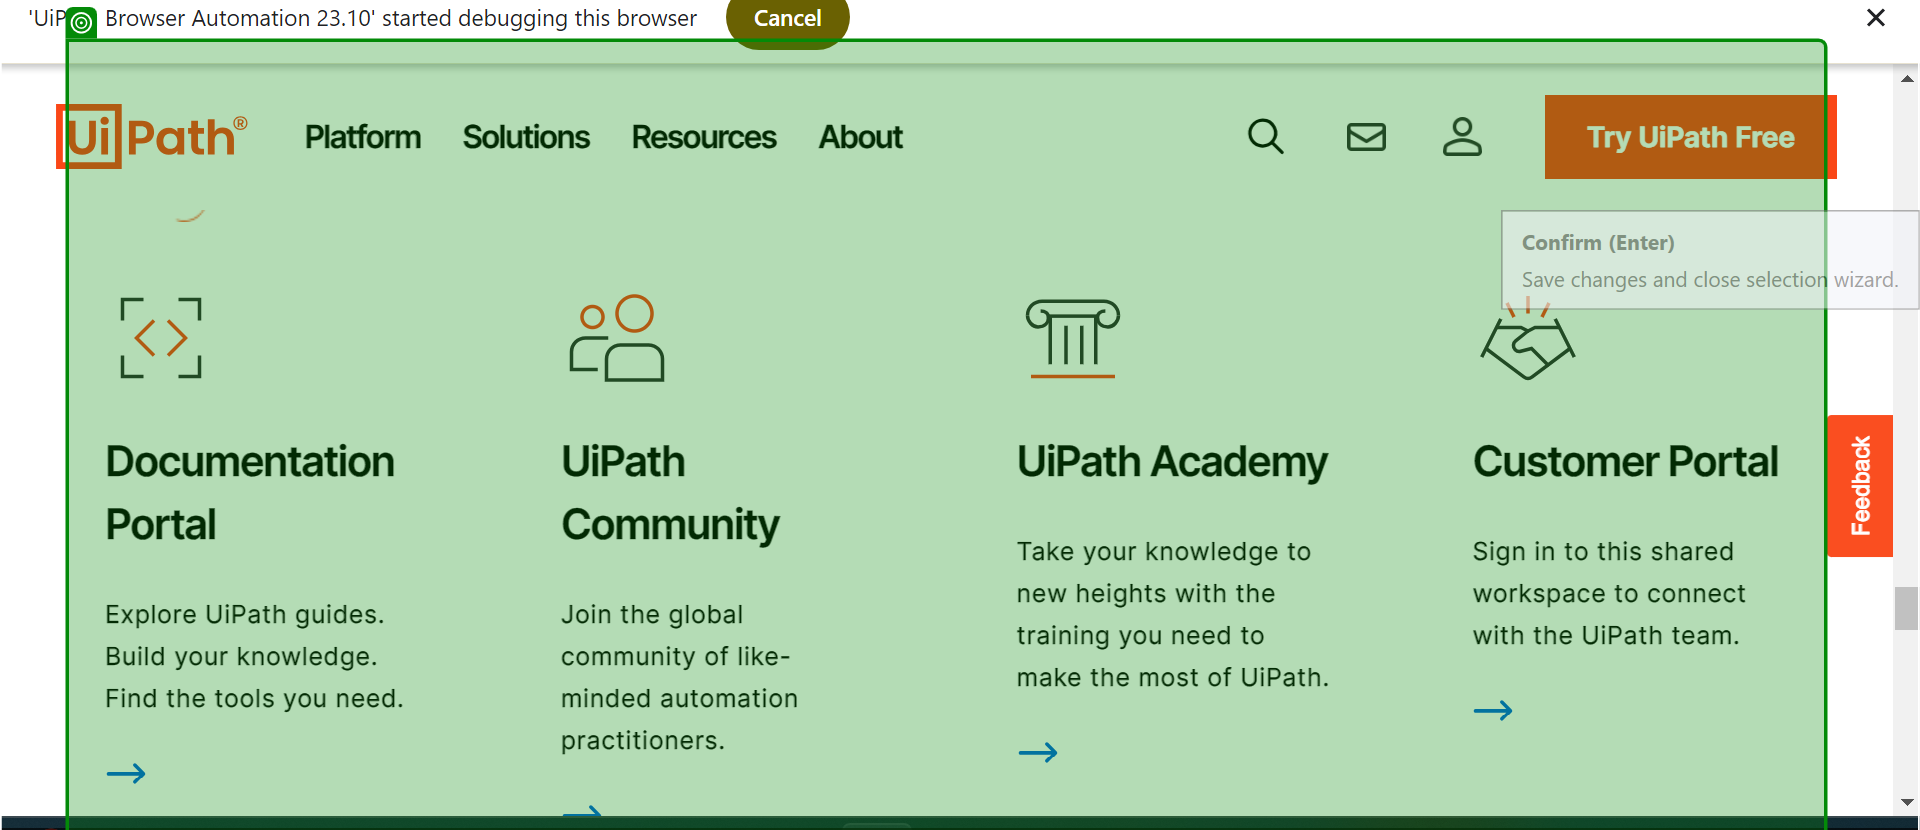 'UiP Browser Automation 23.10' started debugging this browser
Cancel
UiPath®
Platform
Solutions
Resources
About
Try UiPath Free
Confirm (Enter)
Save changes and close selection wizard.
Documentation
Portal
Explore UiPath guides.
Build your knowledge.
Find the tools you need.
UiPath
Community
Join the global
community of like-
minded automation
practitioners.
UiPath Academy
Take your knowledge to
new heights with the
training you need to
make the most of UiPath.
Customer Portal
Sign in to this shared
workspace to connect
with the UiPath team.
Feedback